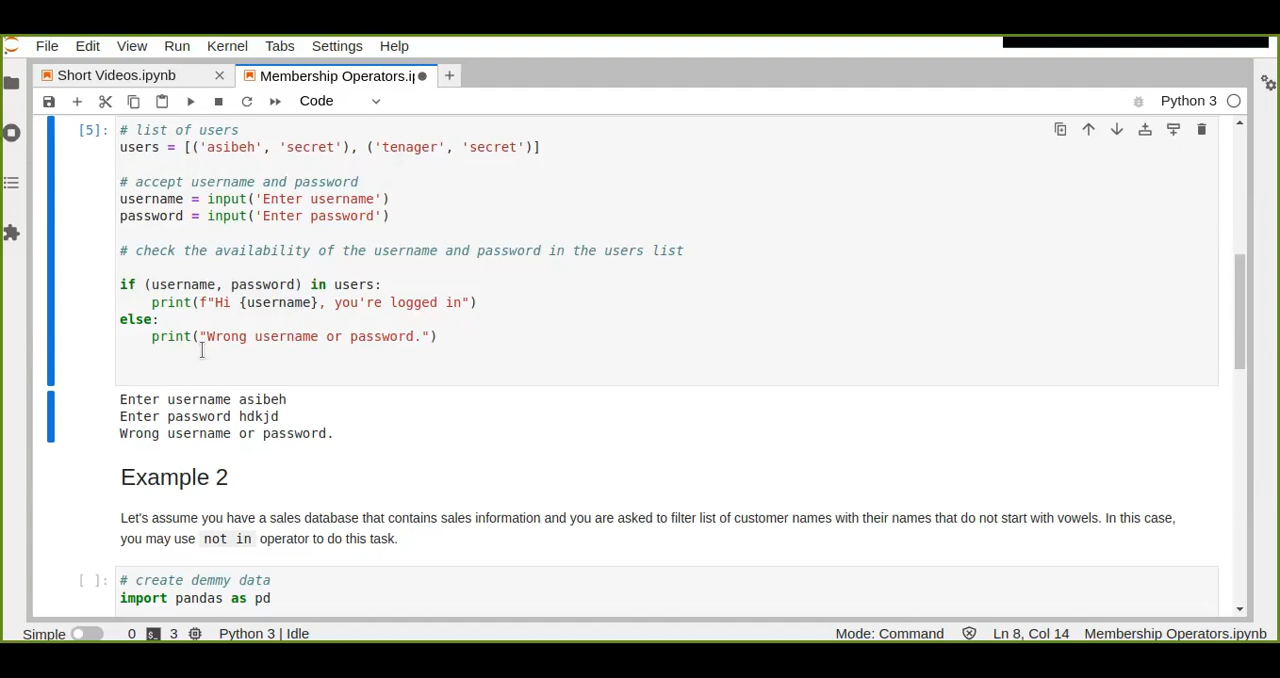 File Edit View Run Kernel Tabs Settings Help
Short Videos.ipynb Membership Operators.i
Code Python 3
[5]: # list of users
users = [('asibeh', 'secret'), ('tenager', 'secret')]
# accept username and password
username = input('Enter username')
password = input('Enter password')
# check the availability of the username and password in the users list
if (username, password) in users:
print(f"Hi {username}, you're logged in")
else:
print("Wrong username or password.")
Enter username asibeh
Enter password hdkjd
Wrong username or password.
Example 2
Let's assume you have a sales database that contains sales information and you are asked to filter list of customer names with their names that do not start with vowels. In this case,
you may use not in operator to do this task.
[ ]: # create demmy data
import pandas as pd
Simple 0 3 Python 3 | Idle Mode: Command Ln 8, Col 14 Membership Operators.ipynb